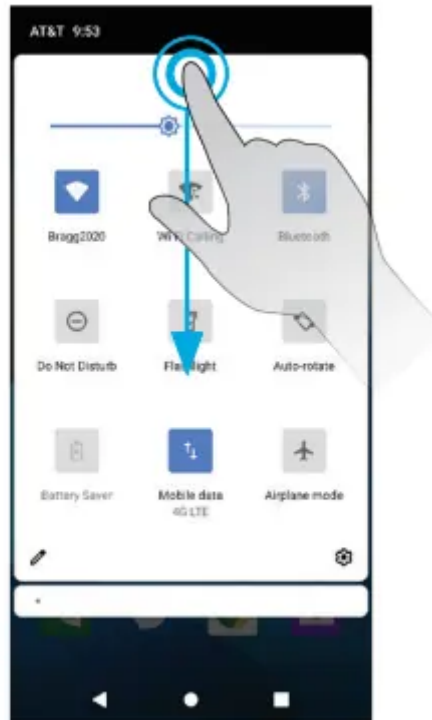 AT&T 9:53
Bragg2020
Wi-Fi Calling
Bluetooth
Do Not Disturb
Flashlight
Auto-rotate
Battery Saver
Mobile data
4G LTE
Airplane mode